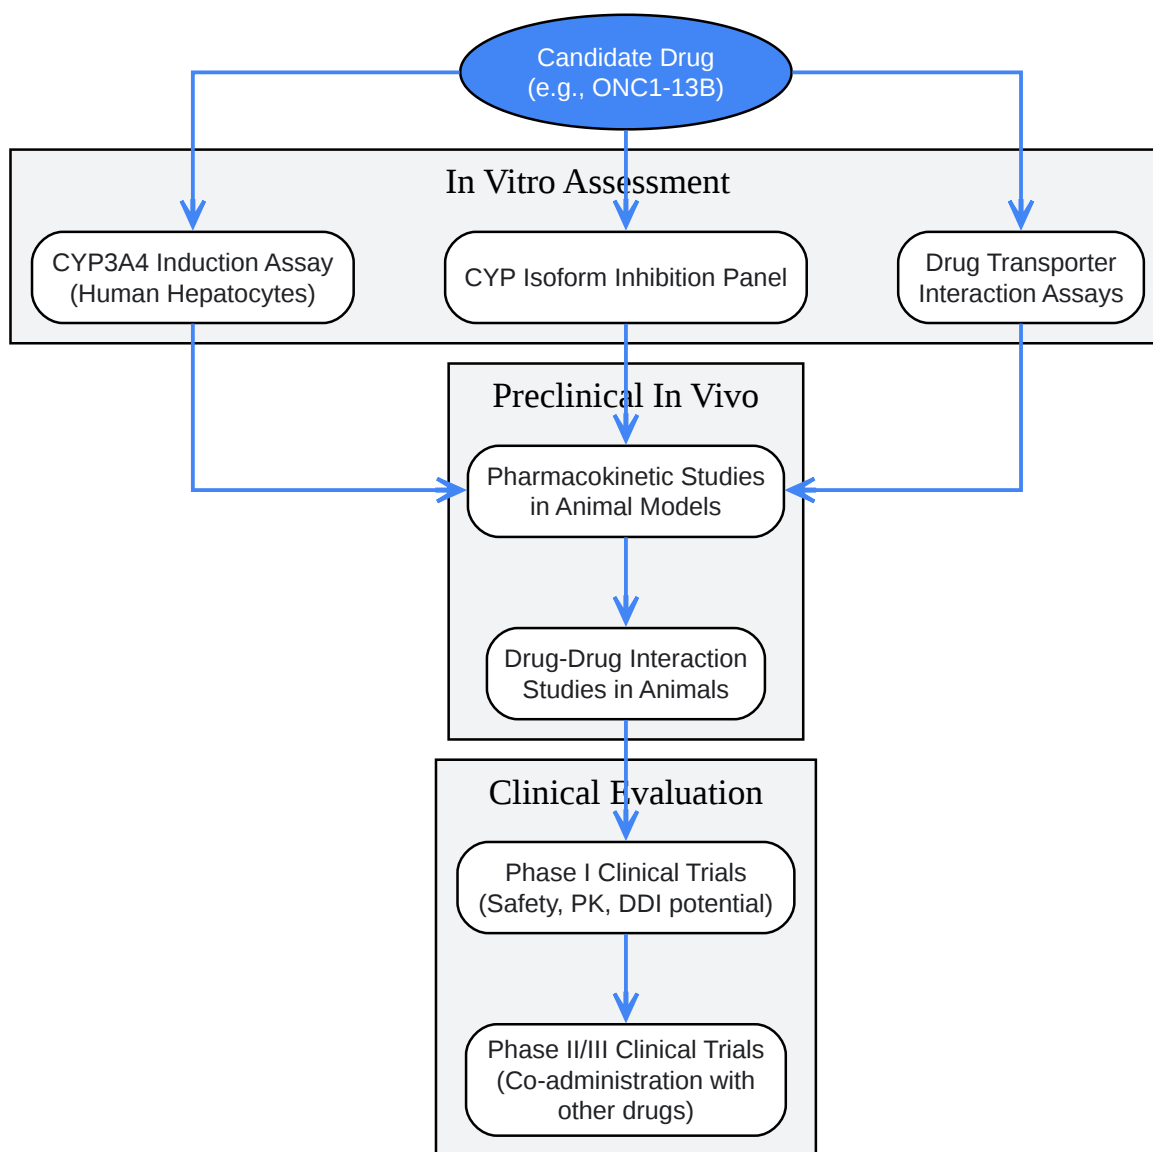 Candidate Drug
(e.g., ONC1-13B)
In Vitro Assessment
CYP3A4 Induction Assay
(Human Hepatocytes)
CYP Isoform Inhibition Panel
Drug Transporter
Interaction Assays
Preclinical In Vivo
Pharmacokinetic Studies
in Animal Models
Drug-Drug Interaction
Studies in Animals
Clinical Evaluation
Phase I Clinical Trials
(Safety, PK, DDI potential)
Phase II/III Clinical Trials
(Co-administration with
other drugs)